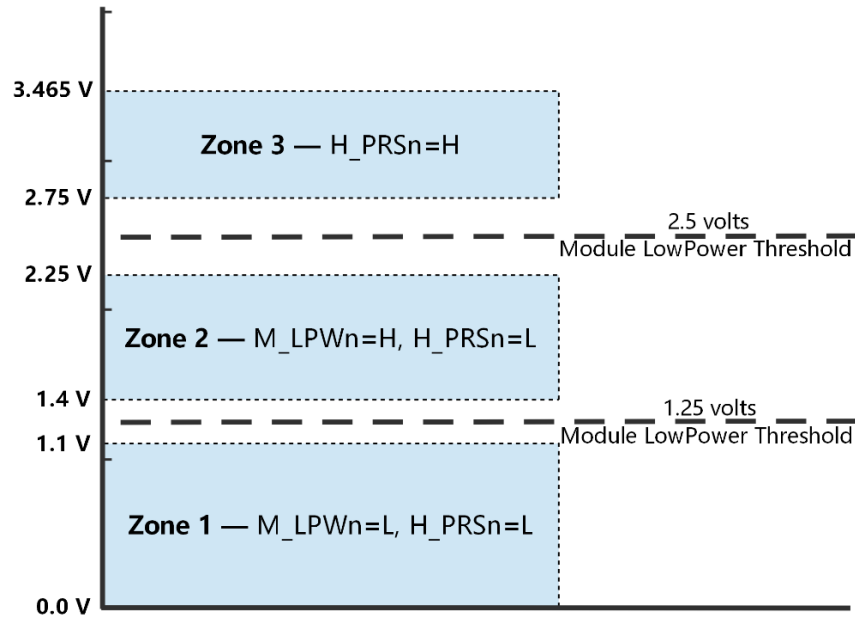 3.465 V
Zone 3 — H_PRSn=H
2.75 V
2.5 volts
Module LowPower Threshold
2.25 V
Zone 2 — M_LPWn=H, H_PRSn=L
1.4 V
1.25 volts
Module LowPower Threshold
1.1 V
Zone 1 — M_LPWn=L, H_PRSn=L
0.0 V